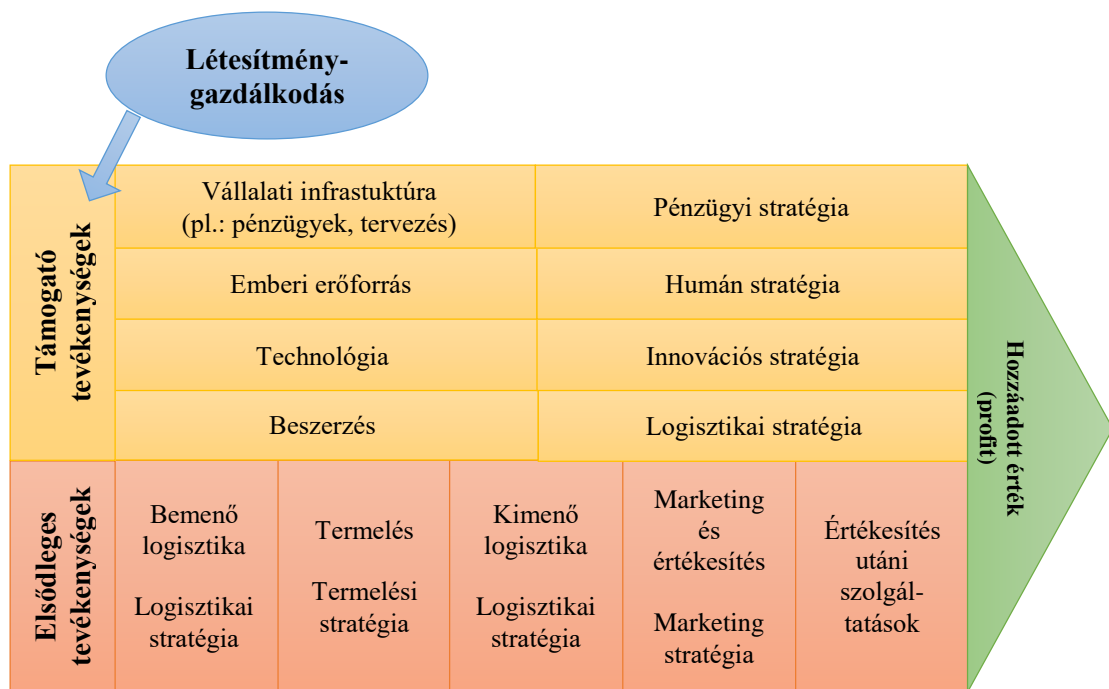 Létesítmény-
gazdálkodás
Támogató
tevékenységek
Vállalati infrastuktúra
(pl.: pénzügyek, tervezés)
Pénzügyi stratégia
Emberi erőforrás
Humán stratégia
Technológia
Innovációs stratégia
Beszerzés
Logisztikai stratégia
Elsődleges
tevékenységek
Bemenő
logisztika
Logisztikai
stratégia
Termelés
Termelési
stratégia
Kimenő
logisztika
Logisztikai
stratégia
Marketing
és
értékesítés
Marketing
stratégia
Értékesítés
utáni
szolgál-
tatások
Hozzáadott érték
(profit)